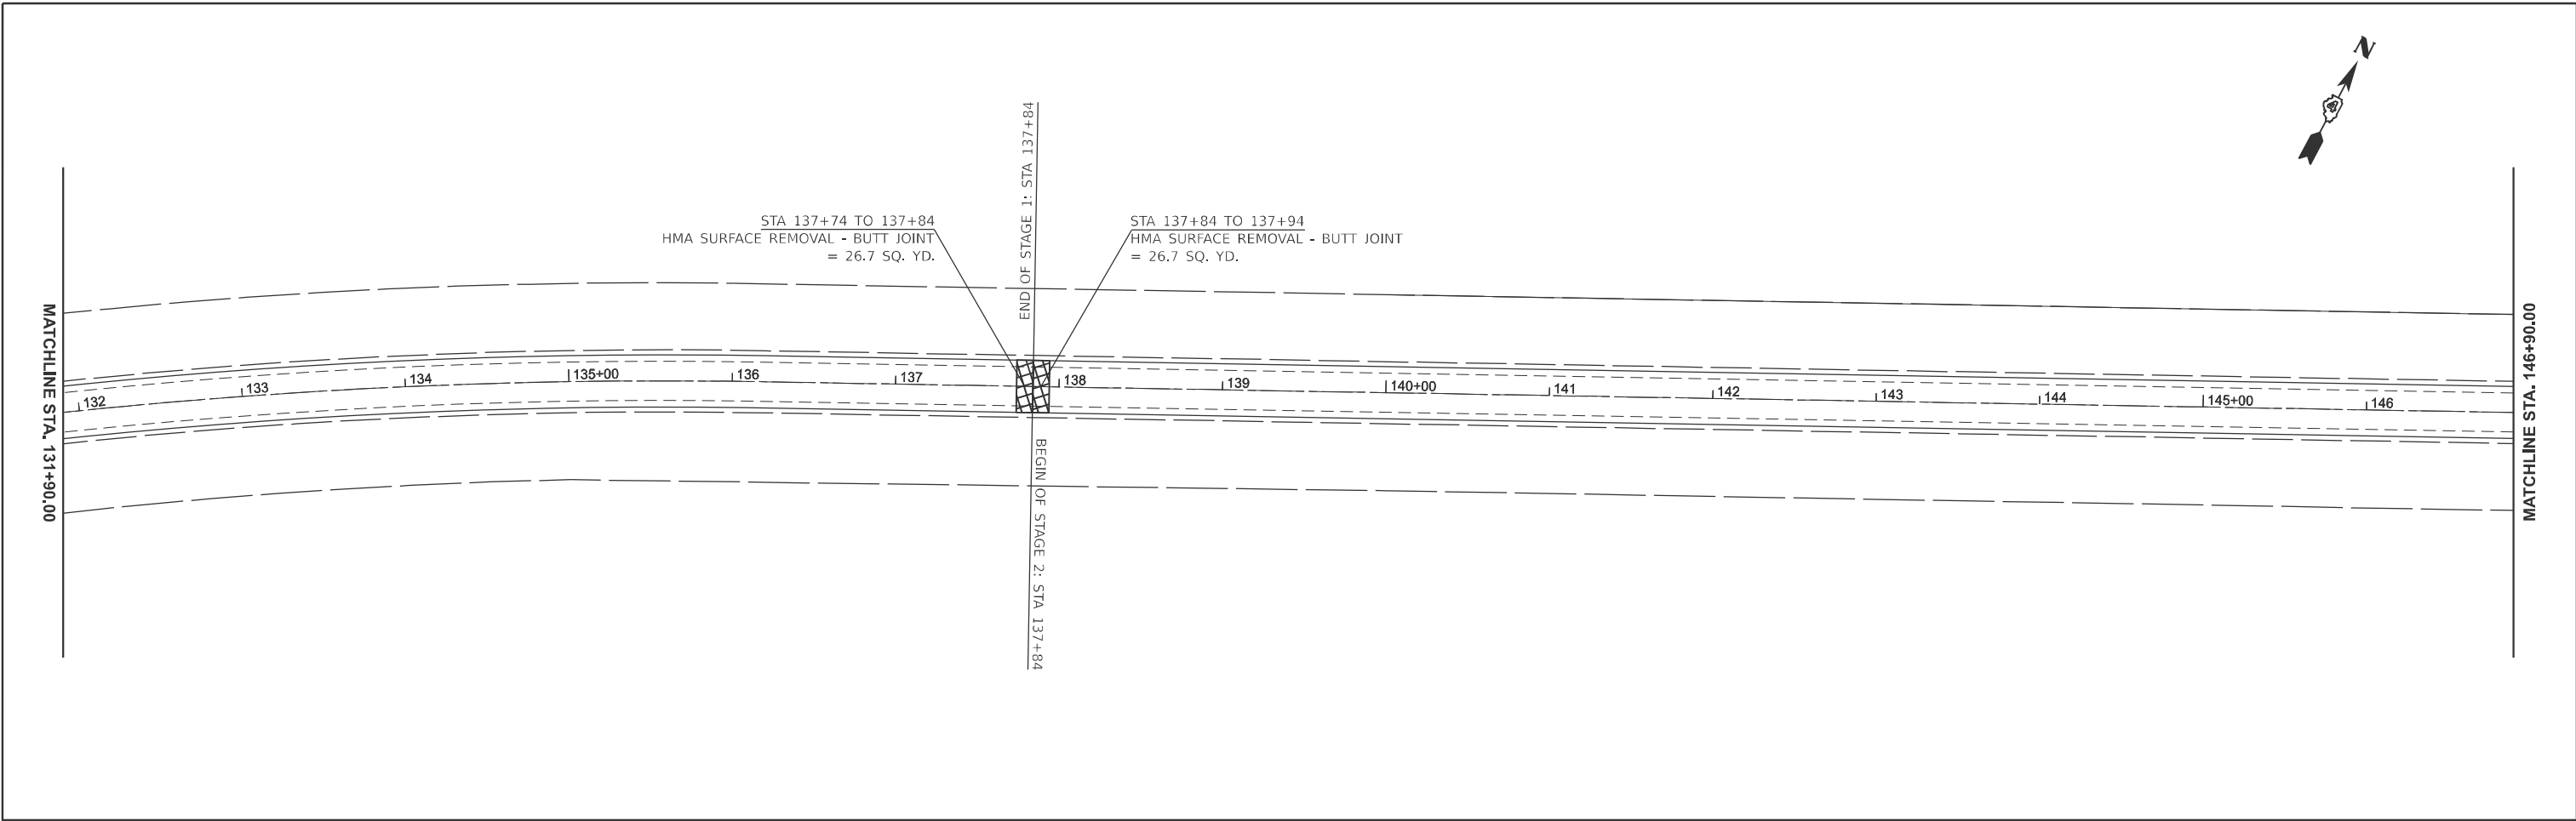 N
END OF STAGE 1: STA 137+84
STA 137+74 TO 137+84
HMA SURFACE REMOVAL - BUTT JOINT
= 26.7 SQ. YD.
STA 137+84 TO 137+94
HMA SURFACE REMOVAL - BUTT JOINT
= 26.7 SQ. YD.
MATCHLINE STA. 131+90.00
132
133
134
135+00
136
137
138
139
140+00
141
142
143
144
145+00
146
MATCHLINE STA. 146+90.00
BEGIN OF STAGE 2: STA 137+84